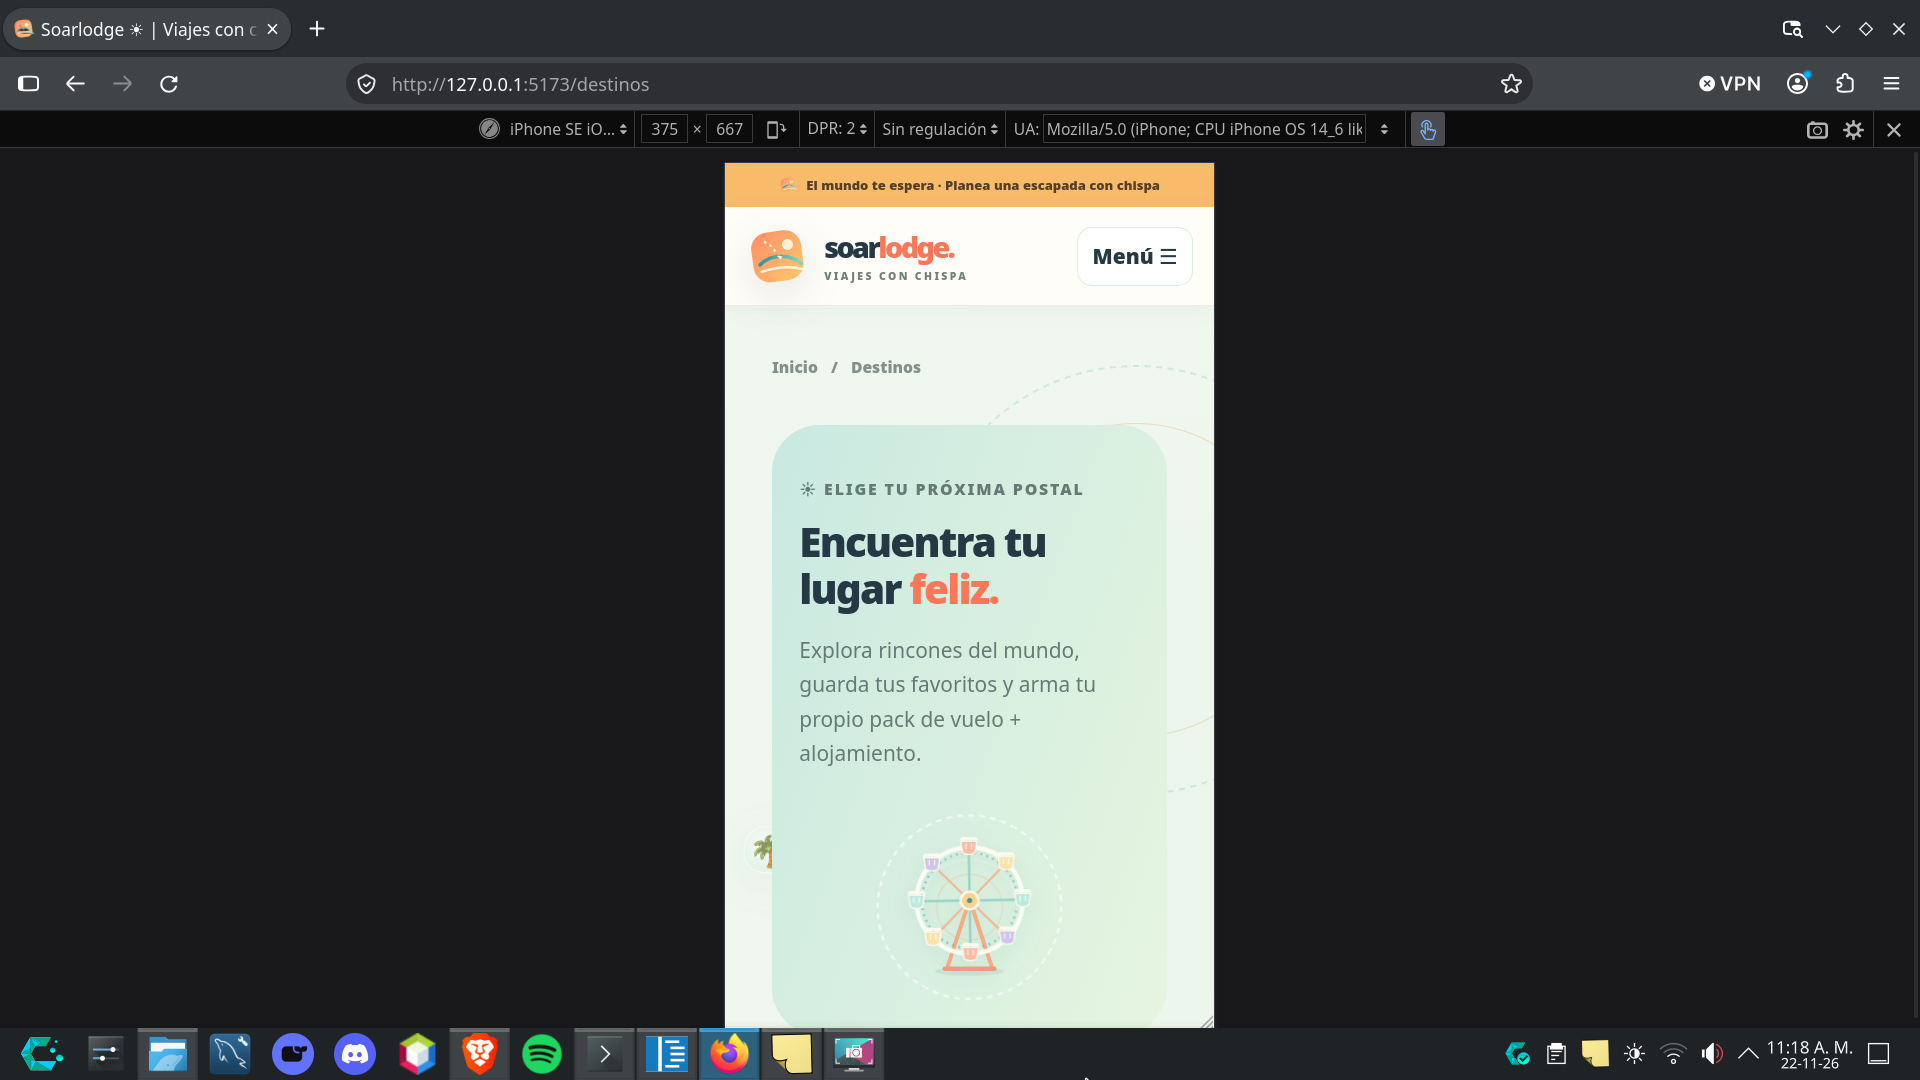 Soarlodge ☀ | Viajes con c
http://127.0.0.1:5173/destinos
VPN
iPhone SE iO...
375 × 667
DPR: 2
Sin regulación
UA: Mozilla/5.0 (iPhone; CPU iPhone OS 14_6 lik
El mundo te espera · Planea una escapada con chispa
soarlodge.
VIAJES CON CHISPA
Menú ☰
Inicio / Destinos
☀ ELIGE TU PRÓXIMA POSTAL
Encuentra tu
lugar feliz.
Explora rincones del mundo,
guarda tus favoritos y arma tu
propio pack de vuelo +
alojamiento.
11:18 A. M.
22-11-26